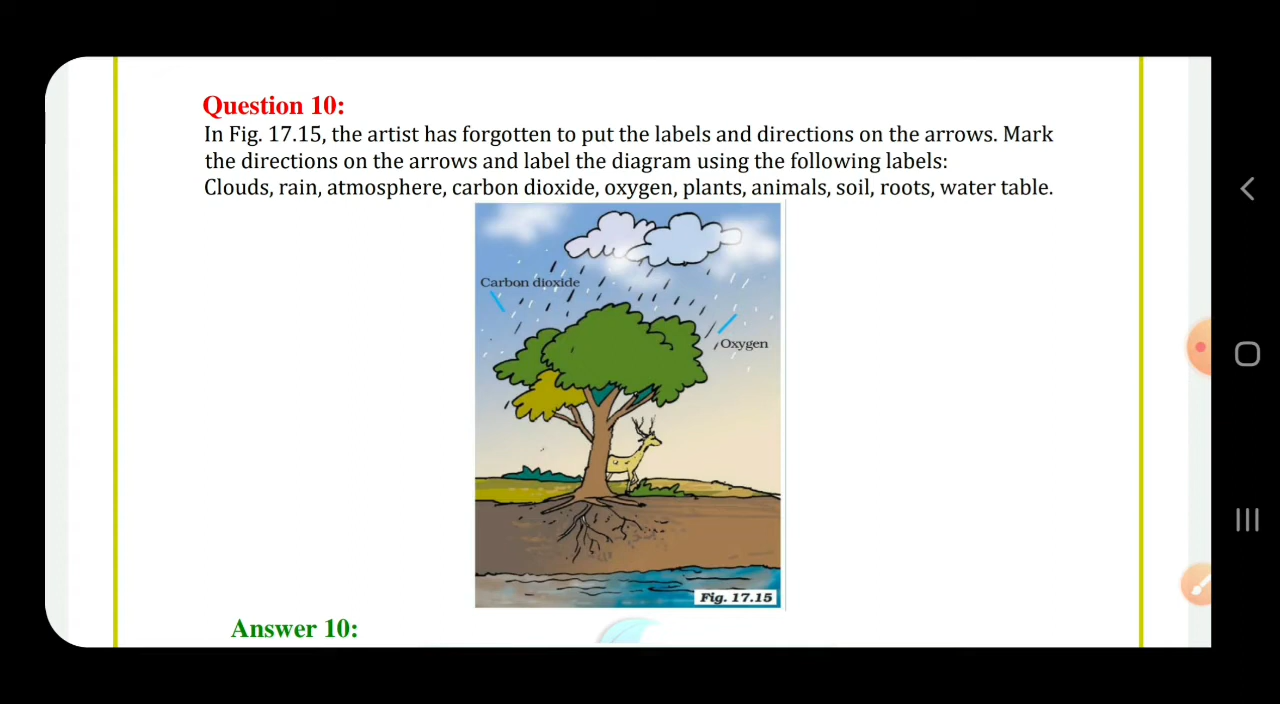 Question 10:
In Fig. 17.15, the artist has forgotten to put the labels and directions on the arrows. Mark
the directions on the arrows and label the diagram using the following labels:
Clouds, rain, atmosphere, carbon dioxide, oxygen, plants, animals, soil, roots, water table.
Carbon dioxide
Oxygen
Fig. 17.15
Answer 10: